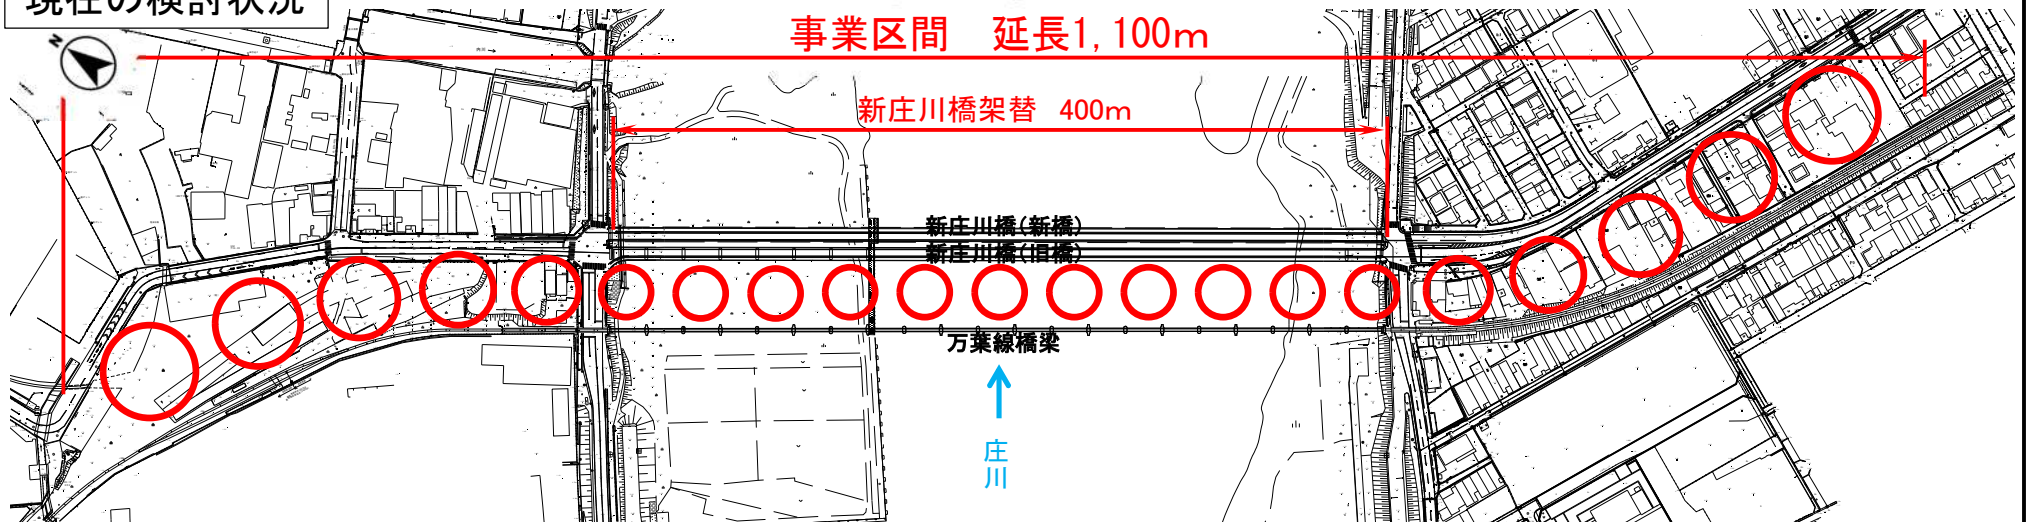 現在の検討状況
N
事業区間 延長1,100m
新庄川橋架替 400m
新庄川橋(新橋)
新庄川橋(旧橋)
万葉線橋梁
庄川